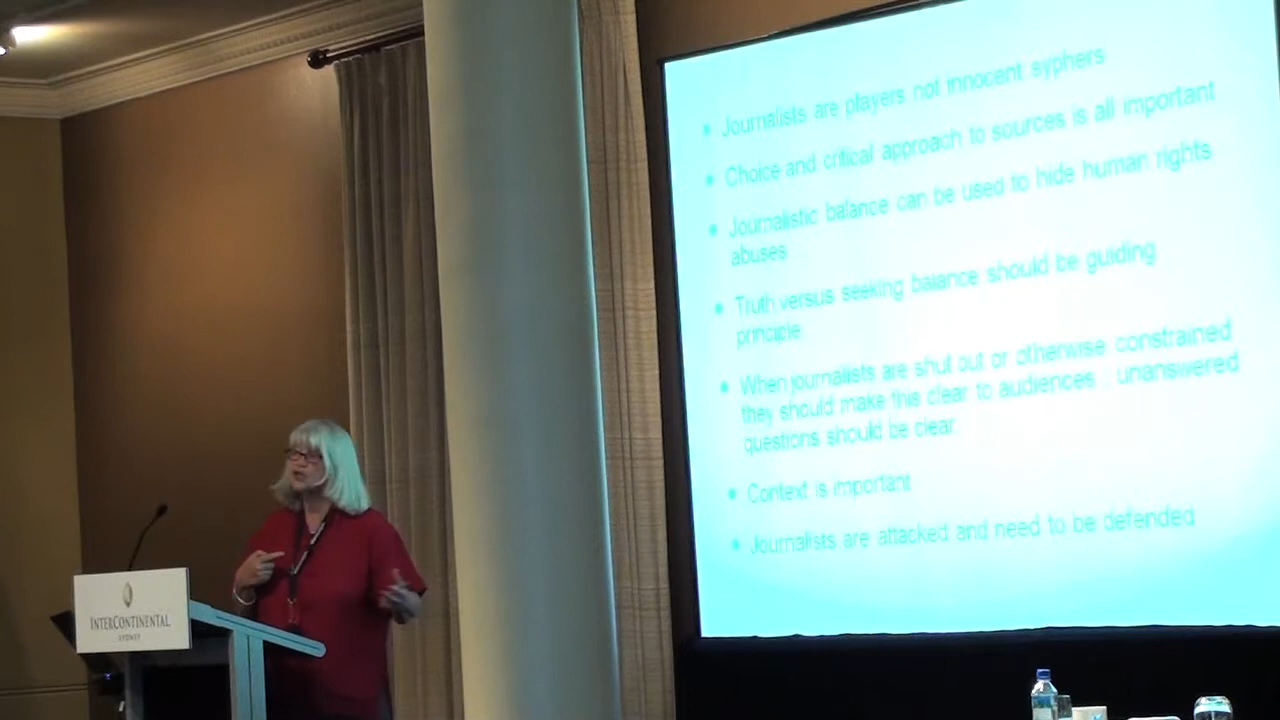 Journalists are players not innocent syphers
Choice and critical approach to sources is all important
Journalistic balance can be used to hide human rights
abuses
Truth versus seeking balance should be guiding
principle
When journalists are shut out or otherwise constrained
they should make this clear to audiences : unanswered
questions should be clear
Context is important
Journalists are attacked and need to be defended
INTERCONTINENTAL
SYDNEY